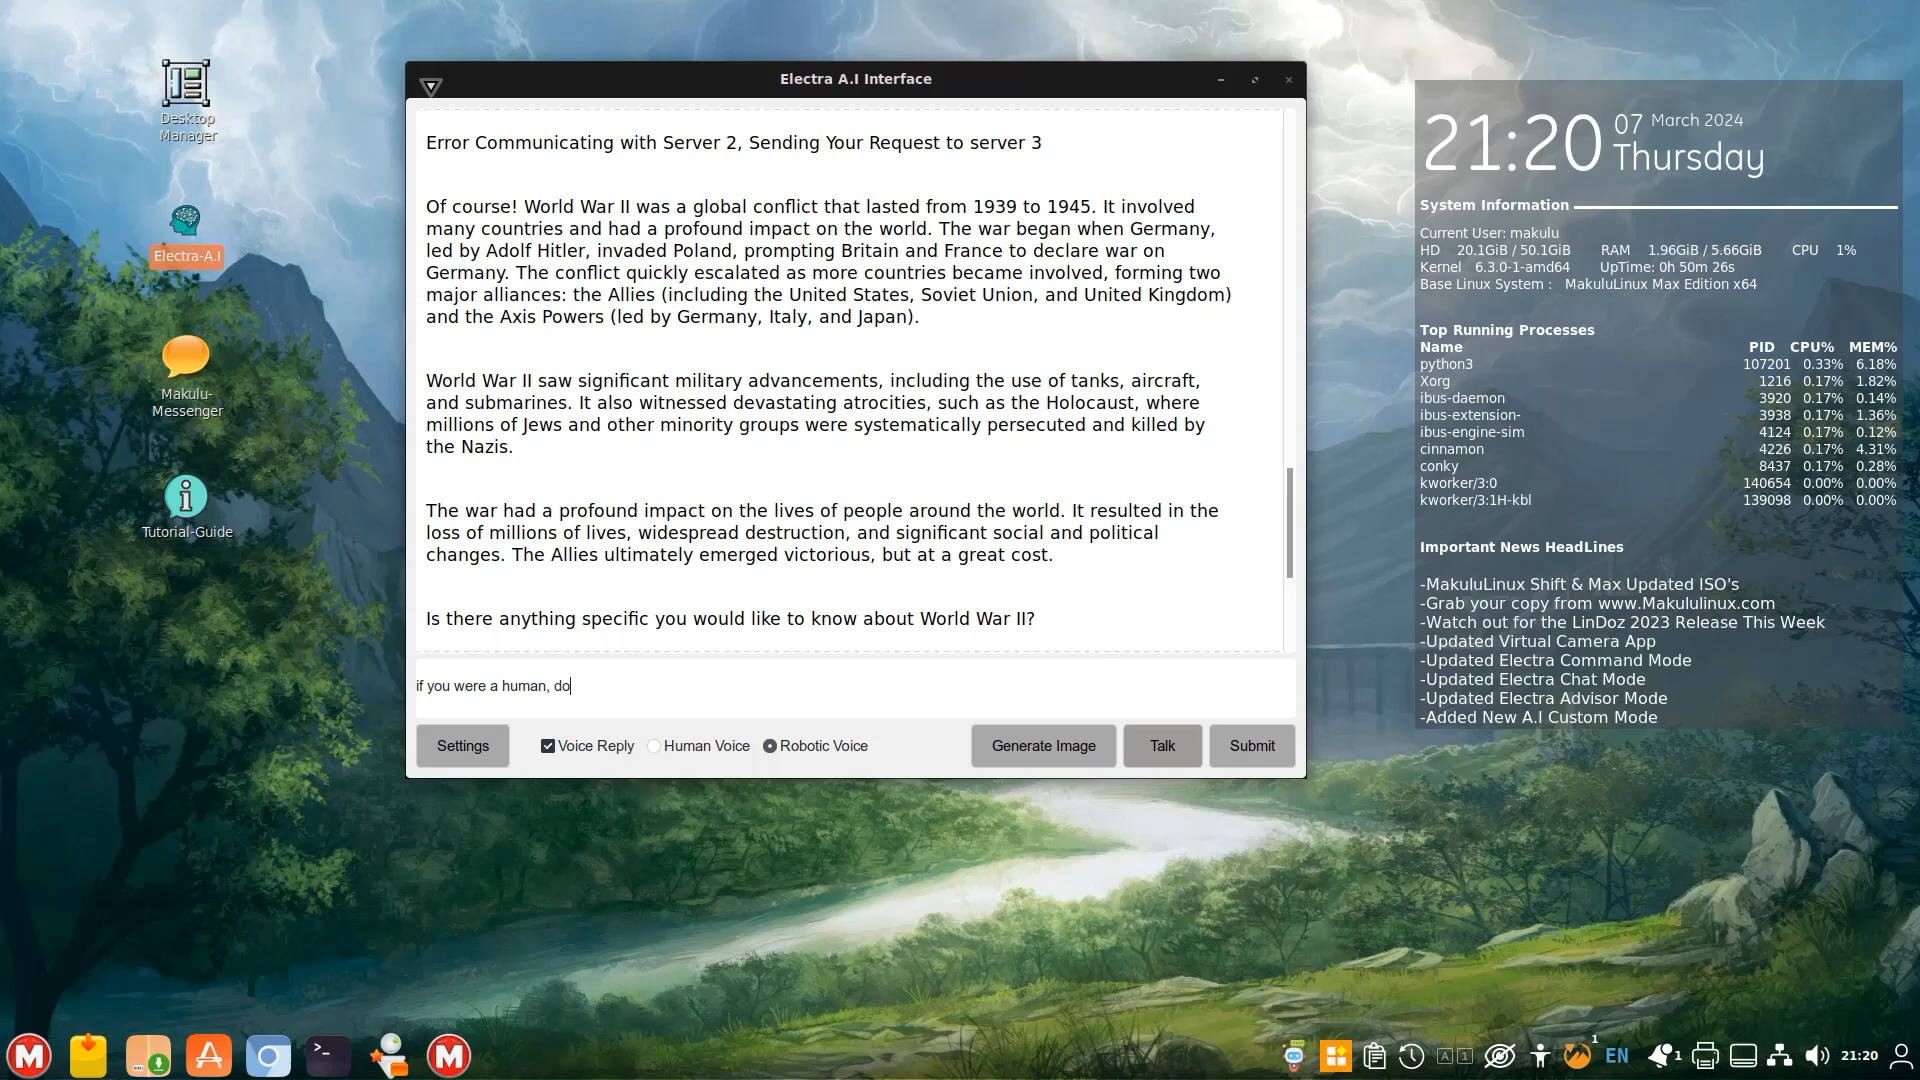 Desktop
Manager
Electra-A.I
Makulu-
Messenger
Tutorial-Guide
Electra A.I Interface
Error Communicating with Server 2, Sending Your Request to server 3
Of course! World War II was a global conflict that lasted from 1939 to 1945. It involved
many countries and had a profound impact on the world. The war began when Germany,
led by Adolf Hitler, invaded Poland, prompting Britain and France to declare war on
Germany. The conflict quickly escalated as more countries became involved, forming two
major alliances: the Allies (including the United States, Soviet Union, and United Kingdom)
and the Axis Powers (led by Germany, Italy, and Japan).
World War II saw significant military advancements, including the use of tanks, aircraft,
and submarines. It also witnessed devastating atrocities, such as the Holocaust, where
millions of Jews and other minority groups were systematically persecuted and killed by
the Nazis.
The war had a profound impact on the lives of people around the world. It resulted in the
loss of millions of lives, widespread destruction, and significant social and political
changes. The Allies ultimately emerged victorious, but at a great cost.
Is there anything specific you would like to know about World War II?
if you were a human, do
Settings
Voice Reply
Human Voice
Robotic Voice
Generate Image
Talk
Submit
21:20
07 March 2024
Thursday
System Information
Current User: makulu
HD 20.1GiB / 50.1GiB RAM 1.96GiB / 5.66GiB CPU 1%
Kernel 6.3.0-1-amd64 UpTime: 0h 50m 26s
Base Linux System : MakuluLinux Max Edition x64
Top Running Processes
Name PID CPU% MEM%
python3 107201 0.33% 6.18%
Xorg 1216 0.17% 1.82%
ibus-daemon 3920 0.17% 0.14%
ibus-extension- 3938 0.17% 1.36%
ibus-engine-sim 4124 0.17% 0.12%
cinnamon 4226 0.17% 4.31%
conky 8437 0.17% 0.28%
kworker/3:0 140654 0.00% 0.00%
kworker/3:1H-kbl 139098 0.00% 0.00%
Important News HeadLines
-MakuluLinux Shift & Max Updated ISO's
-Grab your copy from www.Makululinux.com
-Watch out for the LinDoz 2023 Release This Week
-Updated Virtual Camera App
-Updated Electra Command Mode
-Updated Electra Chat Mode
-Updated Electra Advisor Mode
-Added New A.I Custom Mode
M
>_
M
A 1
1
EN
1
21:20